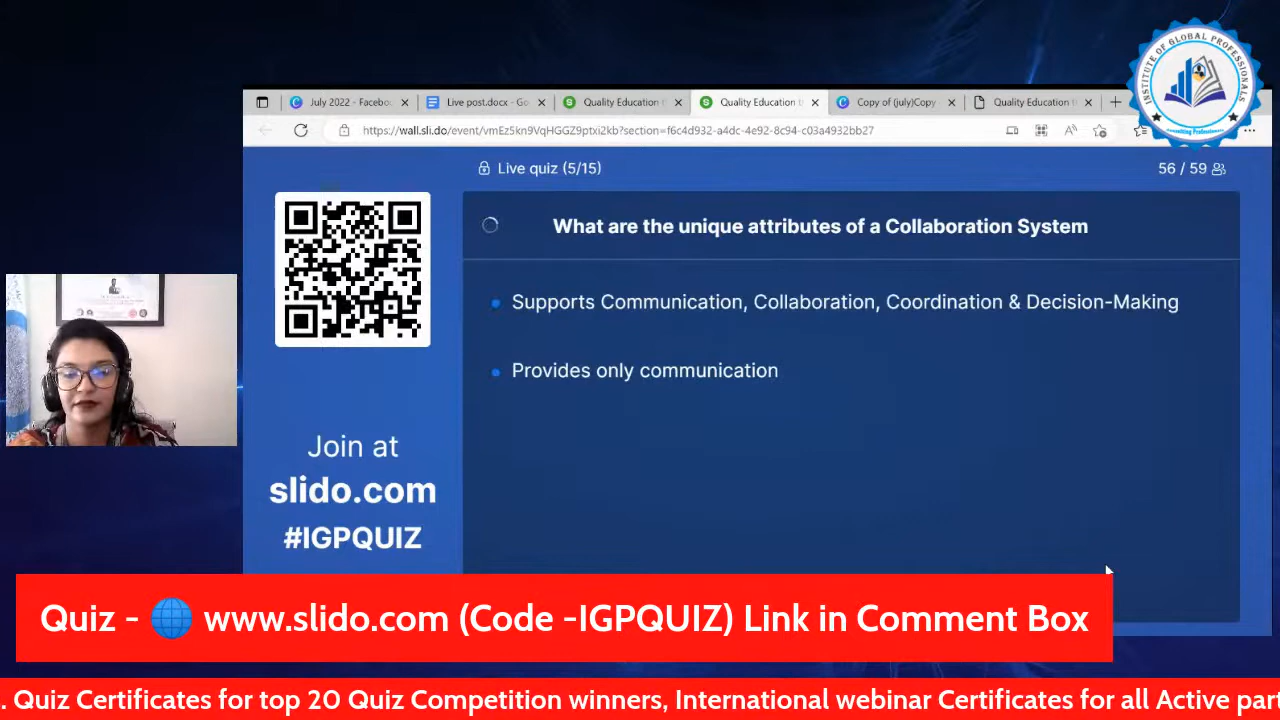 INSTITUTE OF GLOBAL PROFESSIONALS
July 2022 - Faceboo
Live post.docx - Go
Quality Education t
Quality Education t
Copy of (july)Copy
Quality Education t
https://wall.sli.do/event/vmEz5kn9VqHGGZ9ptxi2kb?section=f6c4d932-a4dc-4e92-8c94-c03a4932bb27
Live quiz (5/15)
56 / 59
What are the unique attributes of a Collaboration System
Supports Communication, Collaboration, Coordination & Decision-Making
Provides only communication
Join at
slido.com
#IGPQUIZ
Quiz - www.slido.com (Code -IGPQUIZ) Link in Comment Box
. Quiz Certificates for top 20 Quiz Competition winners, International webinar Certificates for all Active part